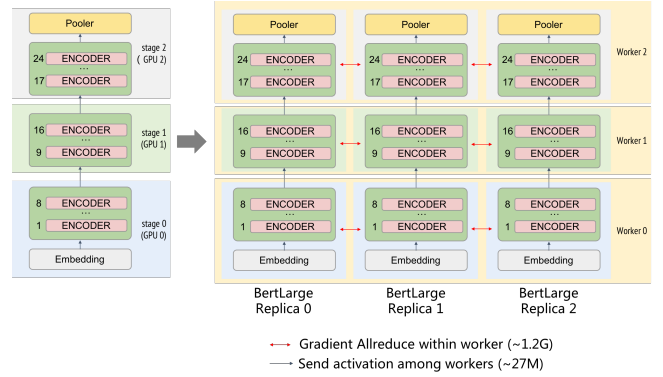 Pooler
24 ENCODER
...
17 ENCODER
stage 2
( GPU 2)
16 ENCODER
...
9 ENCODER
stage 1
(GPU 1)
8 ENCODER
...
1 ENCODER
stage 0
(GPU 0)
Embedding
Pooler Pooler Pooler
Worker 2
24 ENCODER 24 ENCODER 24 ENCODER
... ... ...
17 ENCODER 17 ENCODER 17 ENCODER
16 ENCODER 16 ENCODER 16 ENCODER
... ... ...
Worker 1
9 ENCODER 9 ENCODER 9 ENCODER
8 ENCODER 8 ENCODER 8 ENCODER
... ... ...
1 ENCODER 1 ENCODER 1 ENCODER
Worker 0
Embedding Embedding Embedding
BertLarge BertLarge BertLarge
Replica 0 Replica 1 Replica 2
Gradient Allreduce within worker (~1.2G)
Send activation among workers (~27M)